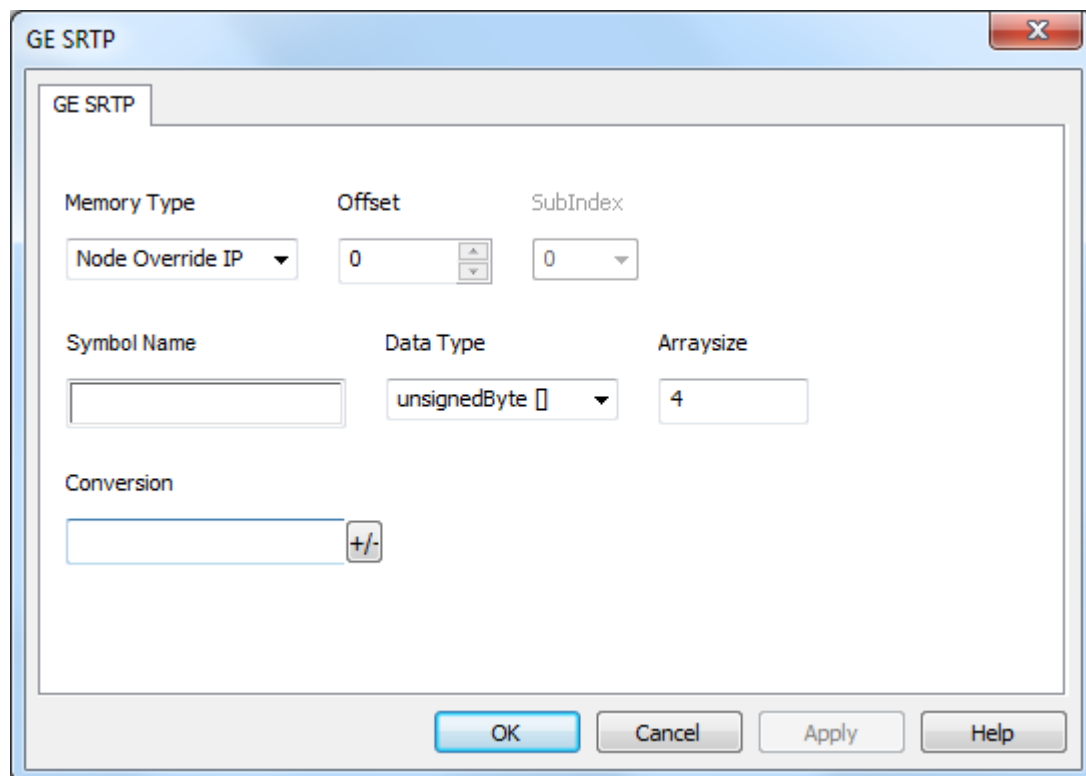 GE SRTP
GE SRTP
Memory Type Offset SubIndex
Node Override IP 0 0
Symbol Name Data Type Arraysize
unsignedByte [] 4
Conversion
+/-
OK Cancel Apply Help